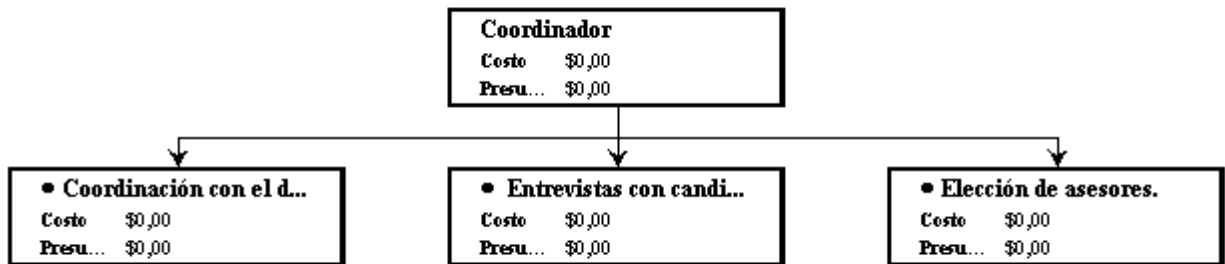 Coordinador
Costo $0,00
Presu... $0,00
• Coordinación con el d...
Costo $0,00
Presu... $0,00
• Entrevistas con candi...
Costo $0,00
Presu... $0,00
• Elección de asesores.
Costo $0,00
Presu... $0,00